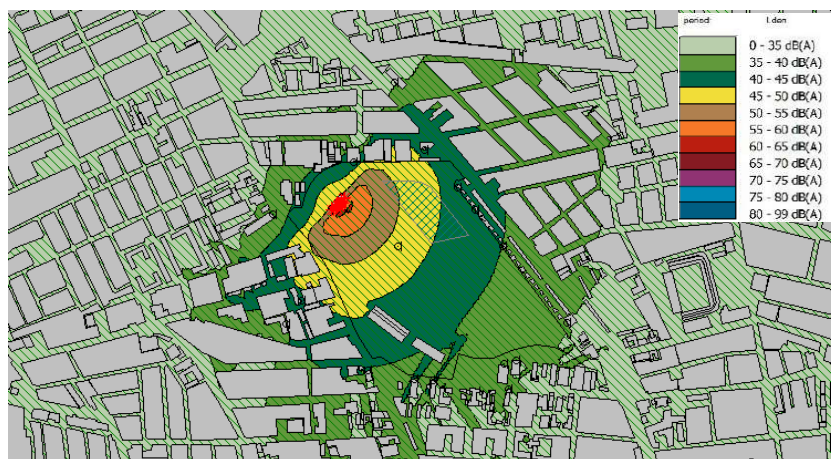 period: Lden
0 - 35 dB(A)
35 - 40 dB(A)
40 - 45 dB(A)
45 - 50 dB(A)
50 - 55 dB(A)
55 - 60 dB(A)
60 - 65 dB(A)
65 - 70 dB(A)
70 - 75 dB(A)
75 - 80 dB(A)
80 - 99 dB(A)